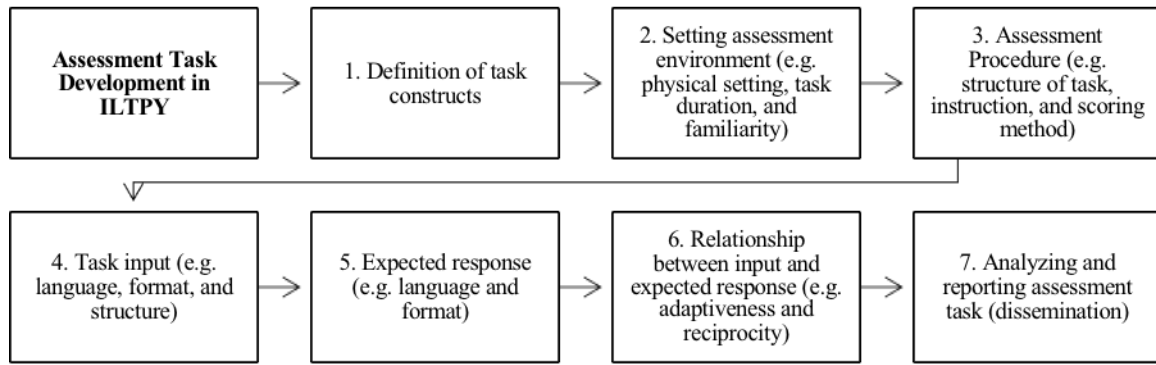 Assessment Task
Development in
ILTPY
1. Definition of task
constructs
2. Setting assessment
environment (e.g.
physical setting, task
duration, and
familiarity)
3. Assessment
Procedure (e.g.
structure of task,
instruction, and scoring
method)
4. Task input (e.g.
language, format, and
structure)
5. Expected response
(e.g. language and
format)
6. Relationship
between input and
expected response (e.g.
adaptiveness and
reciprocity)
7. Analyzing and
reporting assessment
task (dissemination)